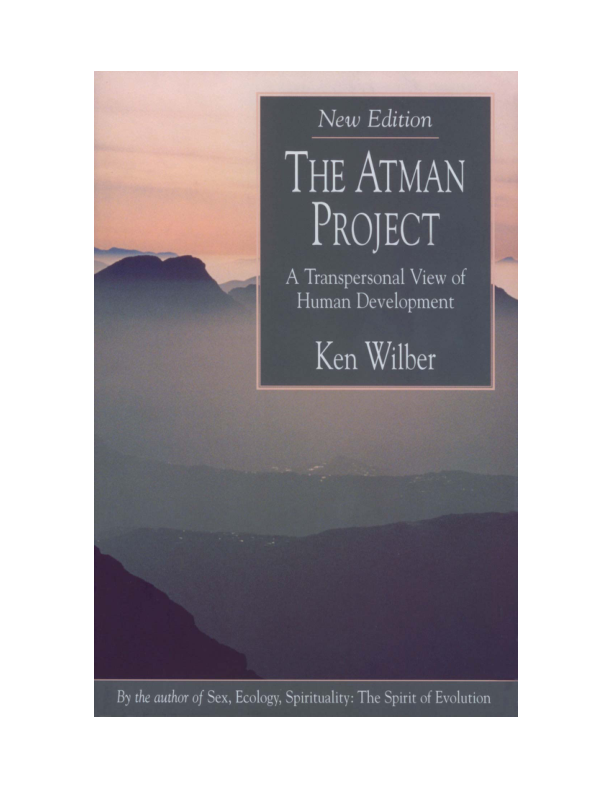 New Edition
THE ATMAN
PROJECT
A Transpersonal View of
Human Development
Ken Wilber
By the author of Sex, Ecology, Spirituality: The Spirit of Evolution